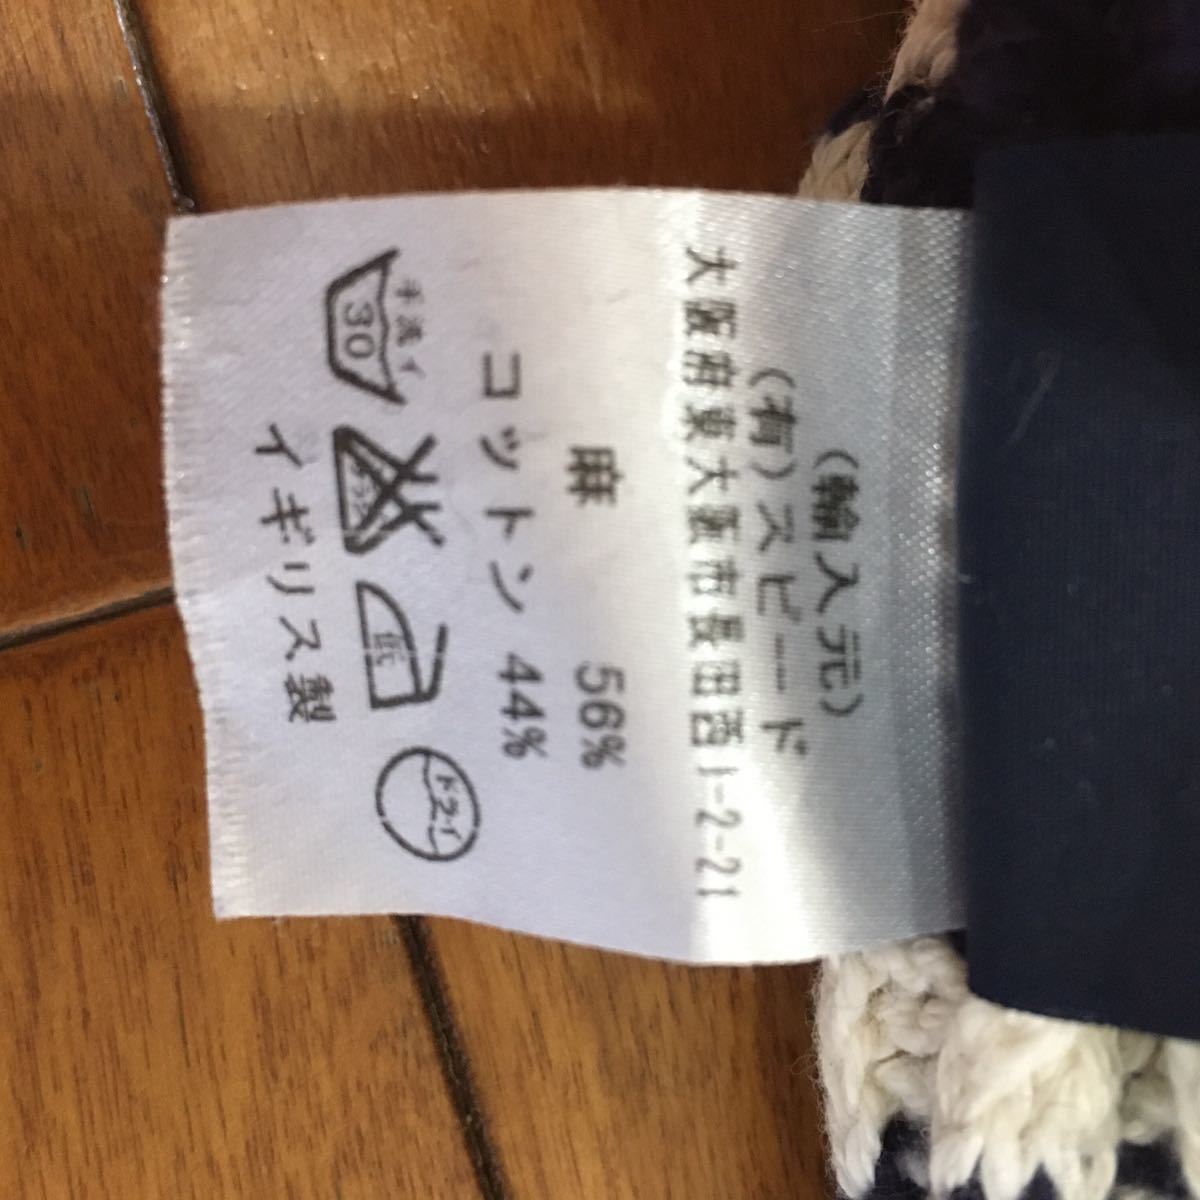 (輸入元)
(有)スピード
大阪府東大阪市長田西1-2-21
麻 56%
コットン 44%
手洗イ
30
低
ドライ
イギリス製